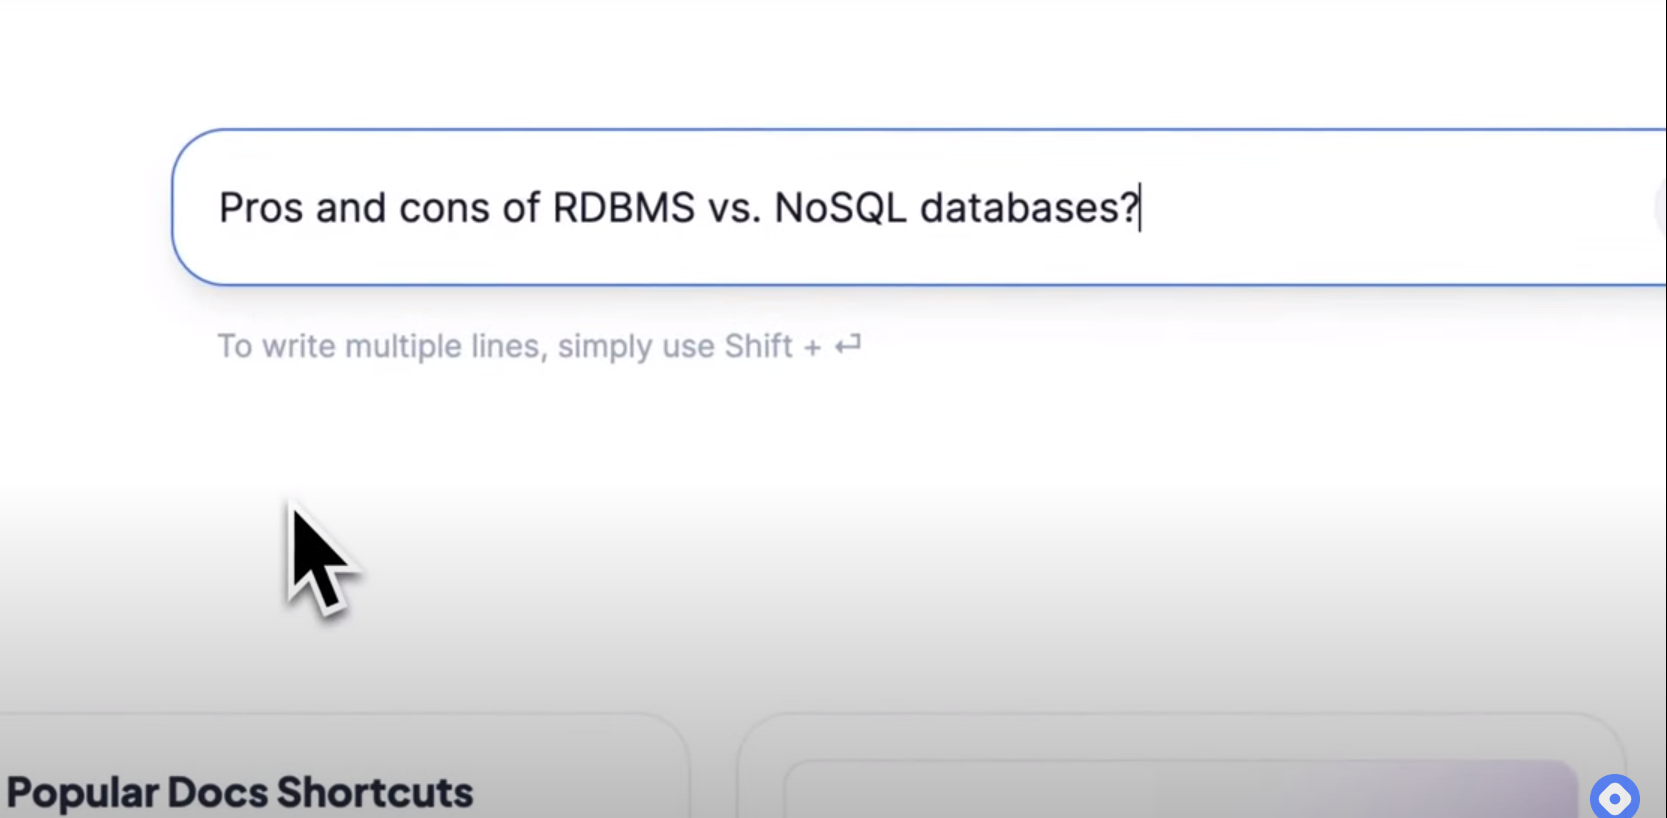 Pros and cons of RDBMS vs. NoSQL databases?
To write multiple lines, simply use Shift + ↵
Popular Docs Shortcuts